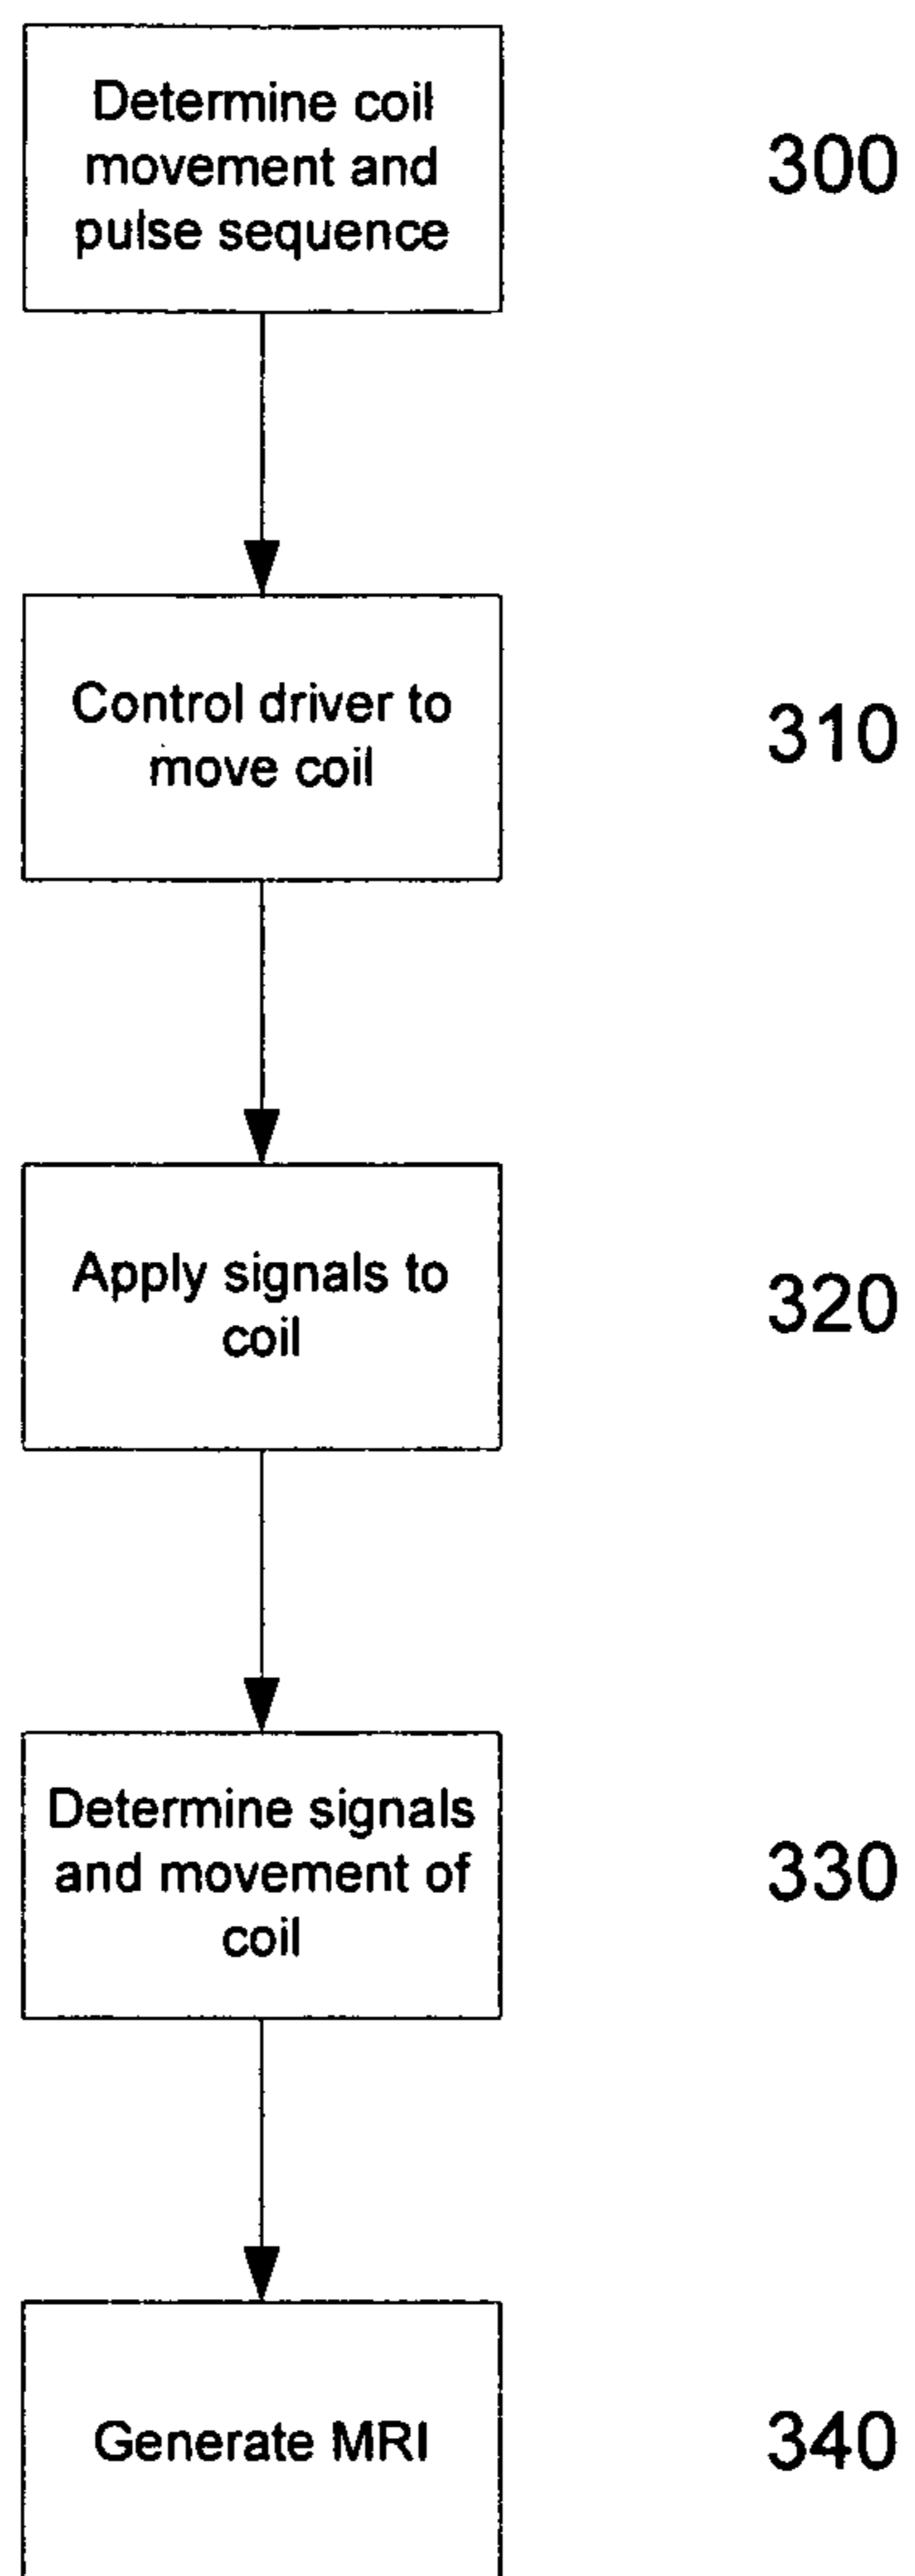 Determine coil
movement and
pulse sequence
300
Control driver to
move coil
310
Apply signals to
coil
320
Determine signals
and movement of
coil
330
Generate MRI
340